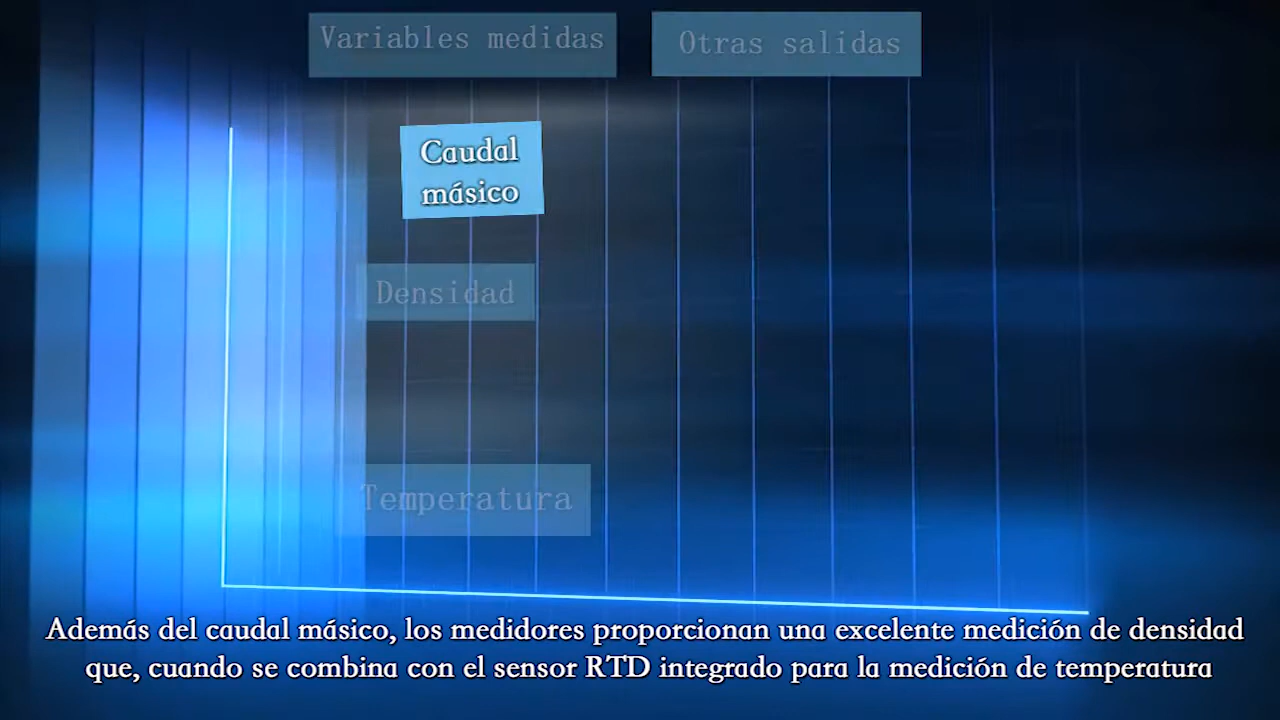 Variables medidas
Otras salidas
Caudal
másico
Densidad
Temperatura
Además del caudal másico, los medidores proporcionan una excelente medición de densidad
que, cuando se combina con el sensor RTD integrado para la medición de temperatura